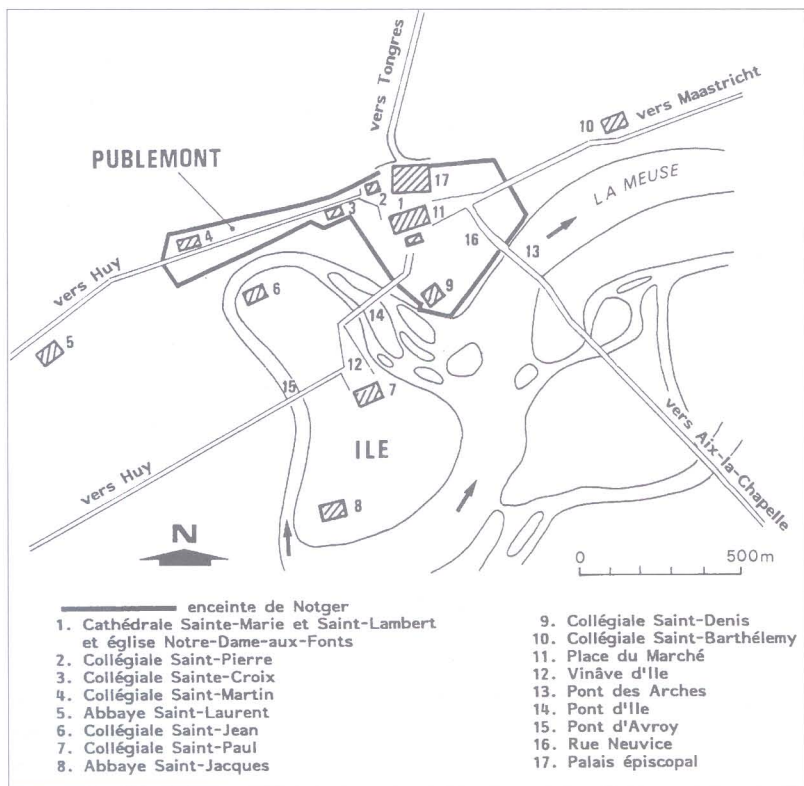 vers Tongres
10
vers Maastricht
PUBLEMONT
17
2
1
11
LA MEUSE
3
4
16
13
vers Huy
6
9
14
5
12
15
7
vers Aix-la-Chapelle
ILE
vers Huy
8
N
0 500m
enceinte de Notger
1. Cathédrale Sainte-Marie et Saint-Lambert
et église Notre-Dame-aux-Fonts
2. Collégiale Saint-Pierre
3. Collégiale Sainte-Croix
4. Collégiale Saint-Martin
5. Abbaye Saint-Laurent
6. Collégiale Saint-Jean
7. Collégiale Saint-Paul
8. Abbaye Saint-Jacques
9. Collégiale Saint-Denis
10. Collégiale Saint-Barthélemy
11. Place du Marché
12. Vinâve d'Ile
13. Pont des Arches
14. Pont d'Ile
15. Pont d'Avroy
16. Rue Neuvice
17. Palais épiscopal